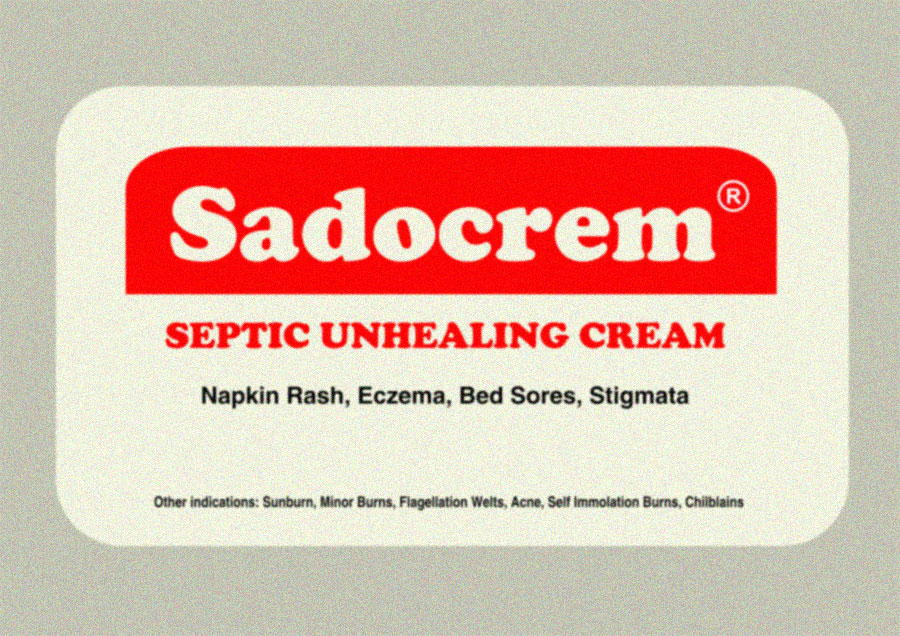 Sadocrem®
SEPTIC UNHEALING CREAM
Napkin Rash, Eczema, Bed Sores, Stigmata
Other indications: Sunburn, Minor Burns, Flagellation Welts, Acne, Self Immolation Burns, Chilblains